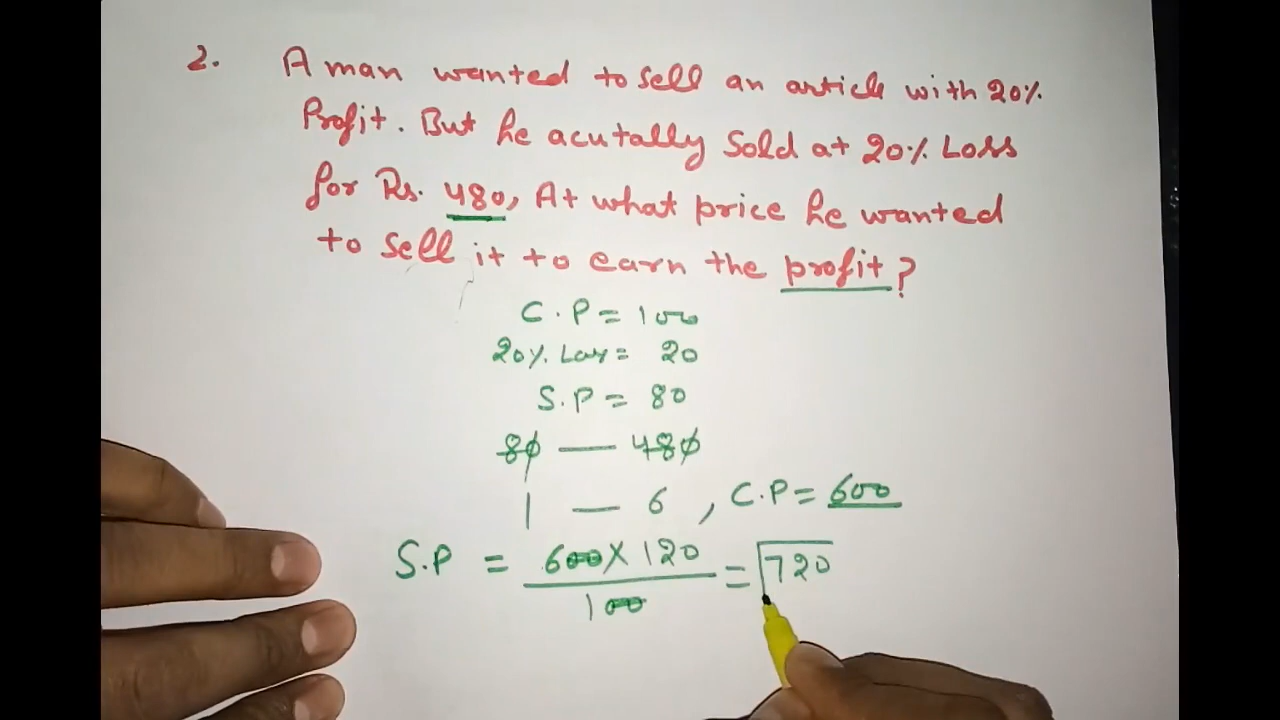 2. A man wanted to sell an article with 20%
Profit. But he acutally Sold at 20% Loss
for Rs. 480, At what price he wanted
to sell it to earn the profit?
C.P = 100
20% Loss = 20
S.P = 80
80 — 480
1 — 6 , C.P = 600
S.P = 600 X 120 = 720
100